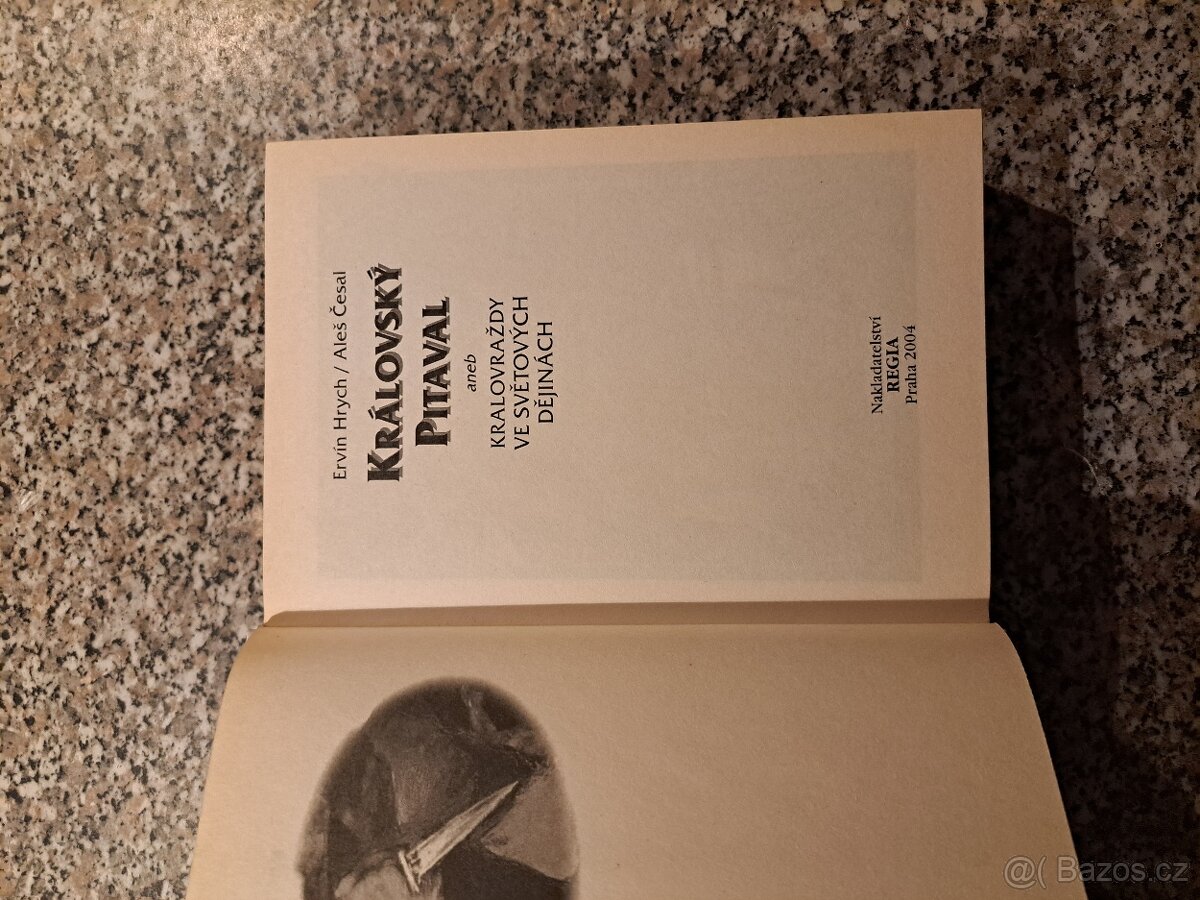 Ervín Hrych / Aleš Česal
KRÁLOVSKÝ
PITAVAL
aneb
KRALOVRAŽDY
VE SVĚTOVÝCH
DĚJINÁCH
Nakladatelství
REGIA
Praha 2004
@( Bazos.cz